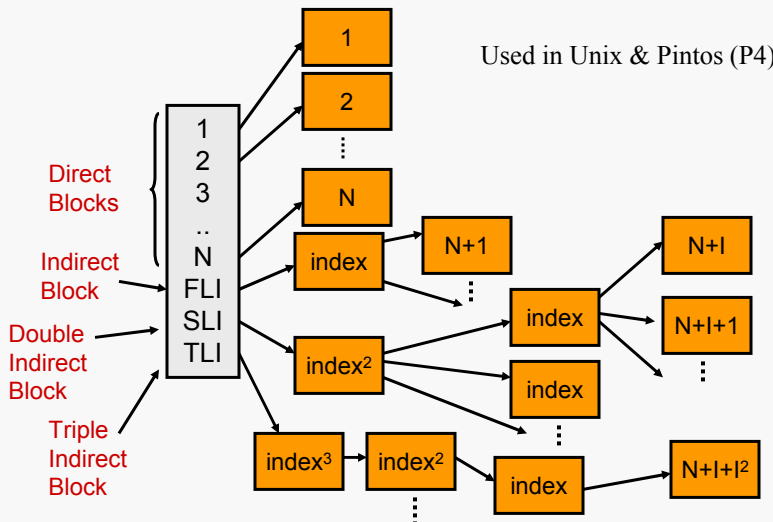 Used in Unix & Pintos (P4)
Direct
Blocks
Indirect
Block
Double
Indirect
Block
Triple
Indirect
Block
1
2
3
..
N
FLI
SLI
TLI
1
2
N
index
N+1
index²
index
N+I
N+I+1
index
index³
index²
index
N+I+I²